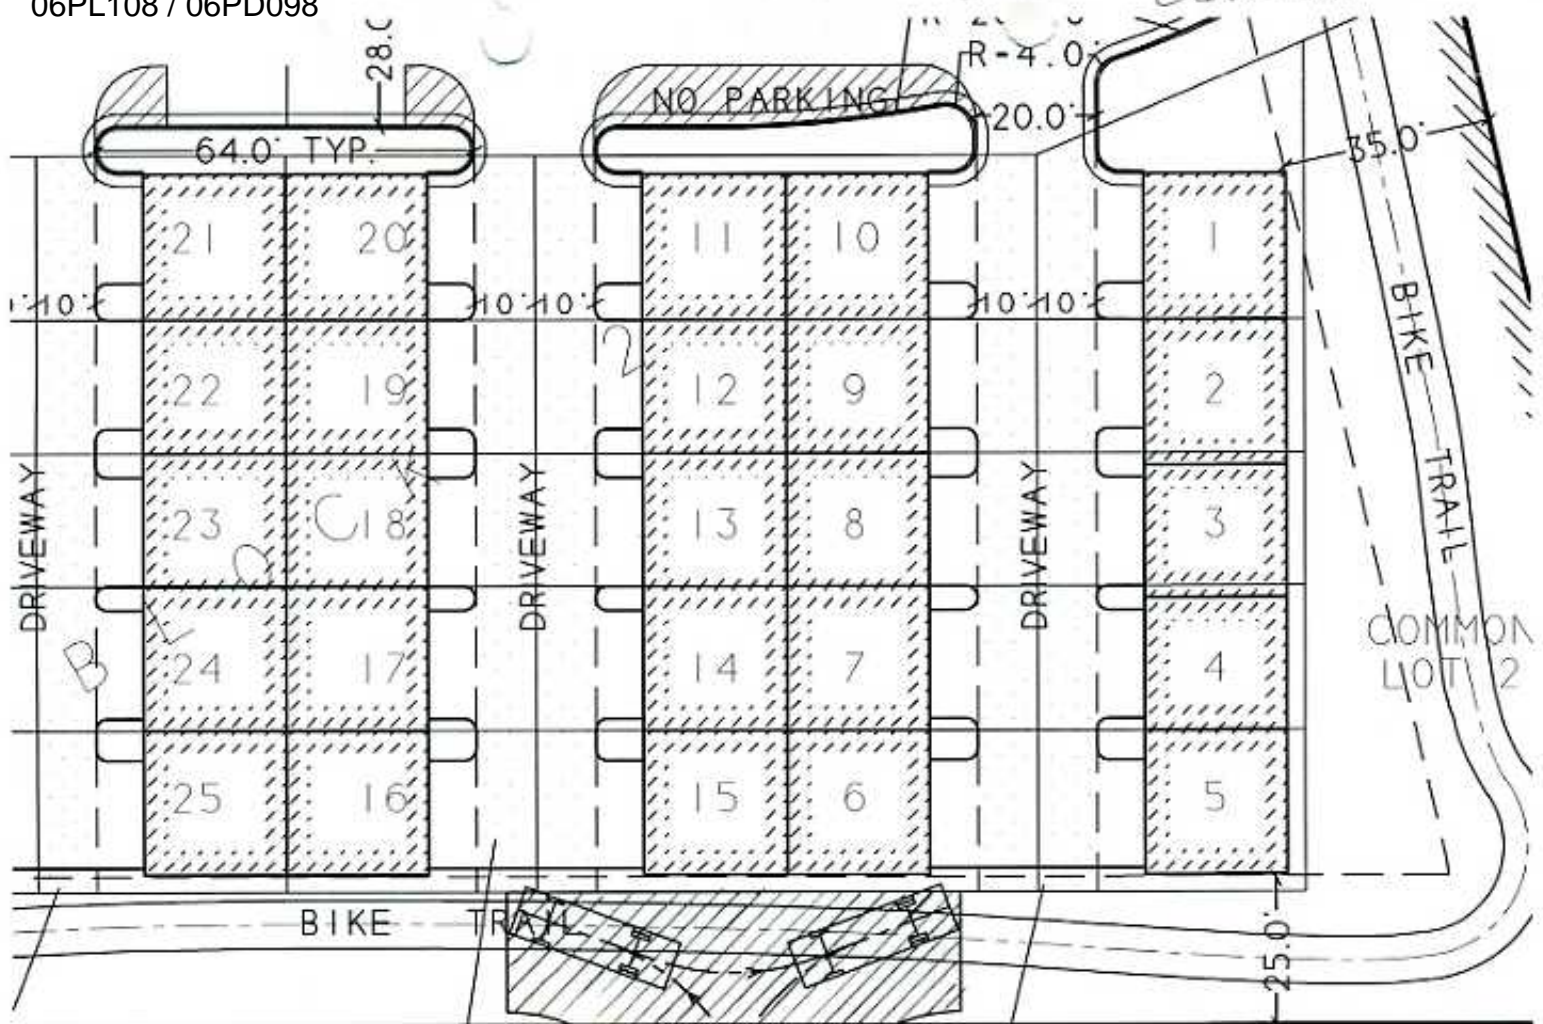 06PL108 / 06PD098
28.0
R-4.0'
NO PARKING
20.0'
64.0' TYP.
35.0'
21 20 11 10 1
10' 10' 10' 10' 10'
BIKE TRAIL
22 19 12 9 2
BLOCK 2
DRIVEWAY DRIVEWAY DRIVEWAY
23 18 13 8 3
COMMON
LOT 2
24 17 14 7 4
25 16 15 6 5
BIKE TRAIL
25.0'